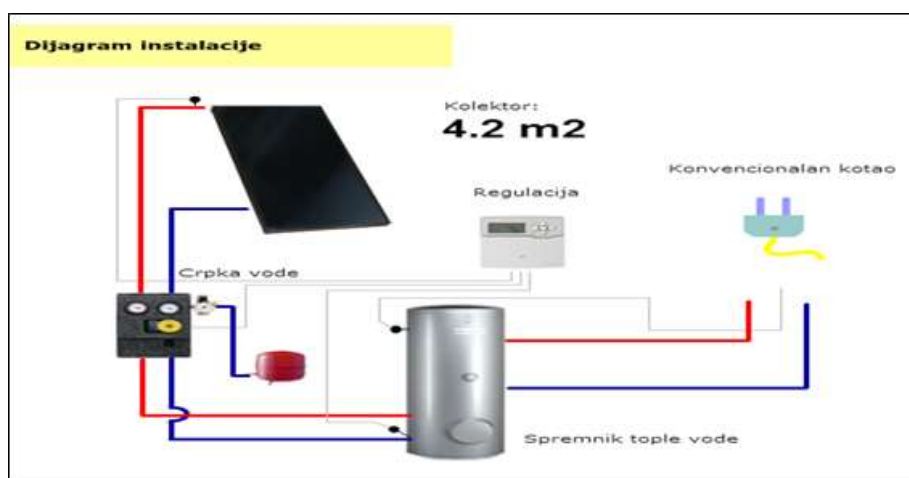 Dijagram instalacije
Kolektor:
4.2 m2
Konvencionalan kotao
Regulacija
Crpka vode
Spremnik tople vode